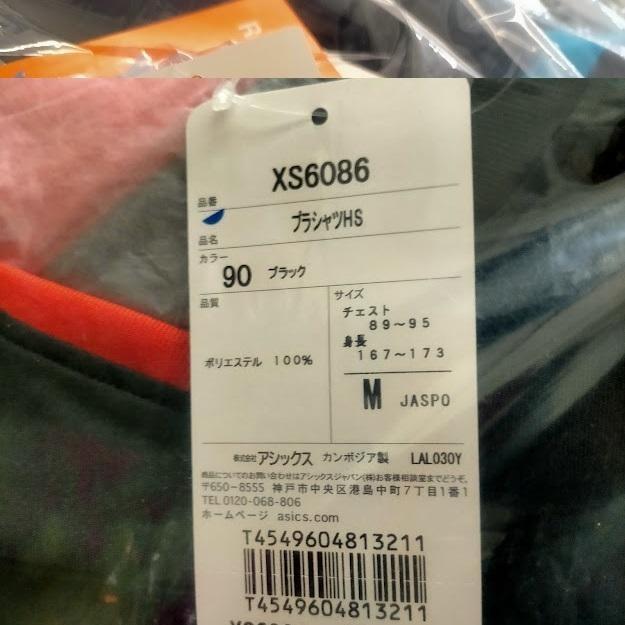 R
XS6086
品番
プラシャツHS
品名
カラー
90 ブラック
品質
サイズ
チェスト
89~95
身長
167~173
ポリエステル 100%
M JASPO
株式会社アシックス カンボジア製 LAL030Y
商品についてのお問い合わせはアシックスジャパン(株)お客様相談室までどうぞ。
〒650-8555 神戸市中央区港島中町7丁目1番1
TEL0120-068-806
ホームページ asics.com
T4549604813211
T4549604813211